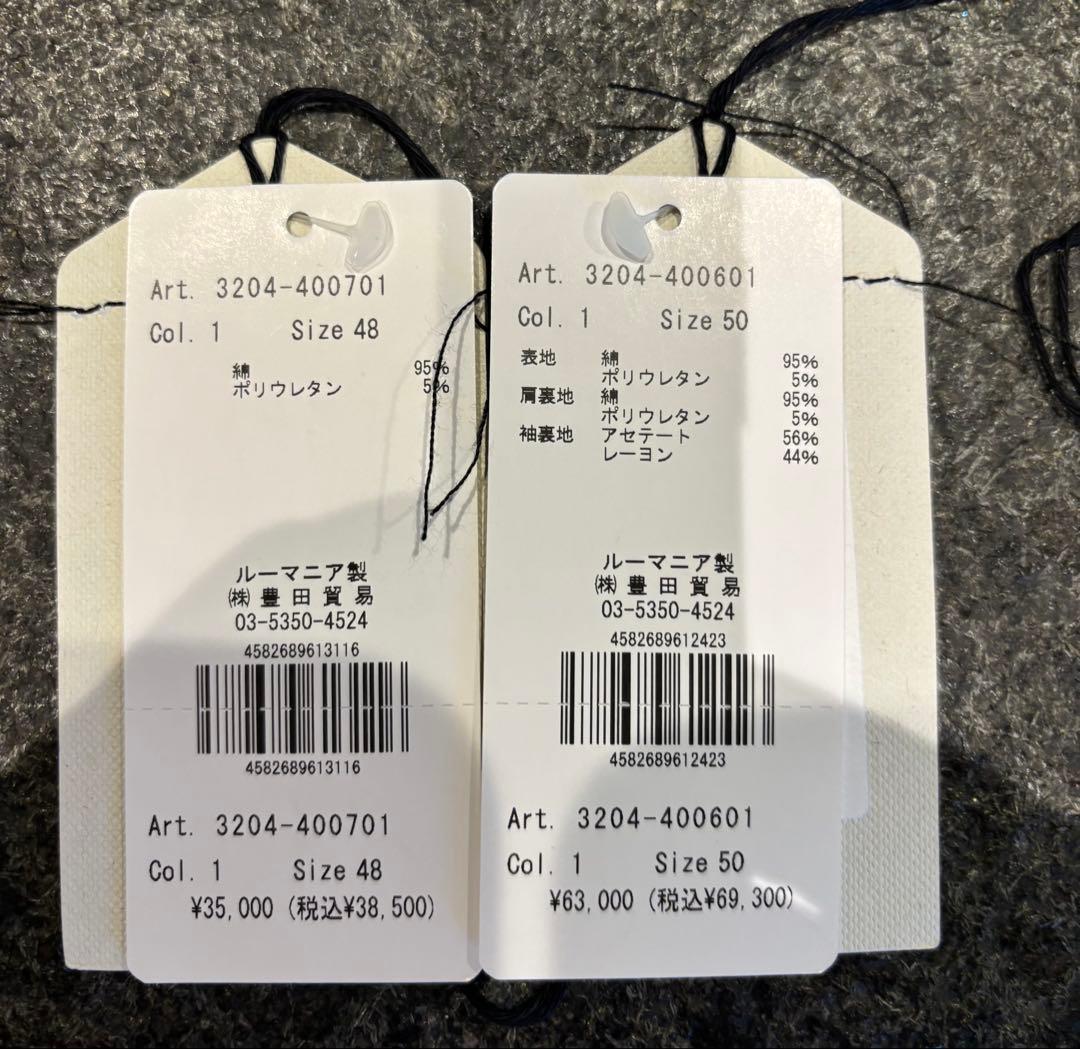 Art. 3204-400701
Col. 1 Size 48
綿 95%
ポリウレタン 5%
ルーマニア製
㈱ 豊田貿易
03-5350-4524
4582689613116
4582689613116
Art. 3204-400701
Col. 1 Size 48
¥35,000 (税込¥38,500)
Art. 3204-400601
Col. 1 Size 50
表地 綿 95%
ポリウレタン 5%
肩裏地 綿 95%
ポリウレタン 5%
袖裏地 アセテート 56%
レーヨン 44%
ルーマニア製
㈱ 豊田貿易
03-5350-4524
4582689612423
4582689612423
Art. 3204-400601
Col. 1 Size 50
¥63,000 (税込¥69,300)